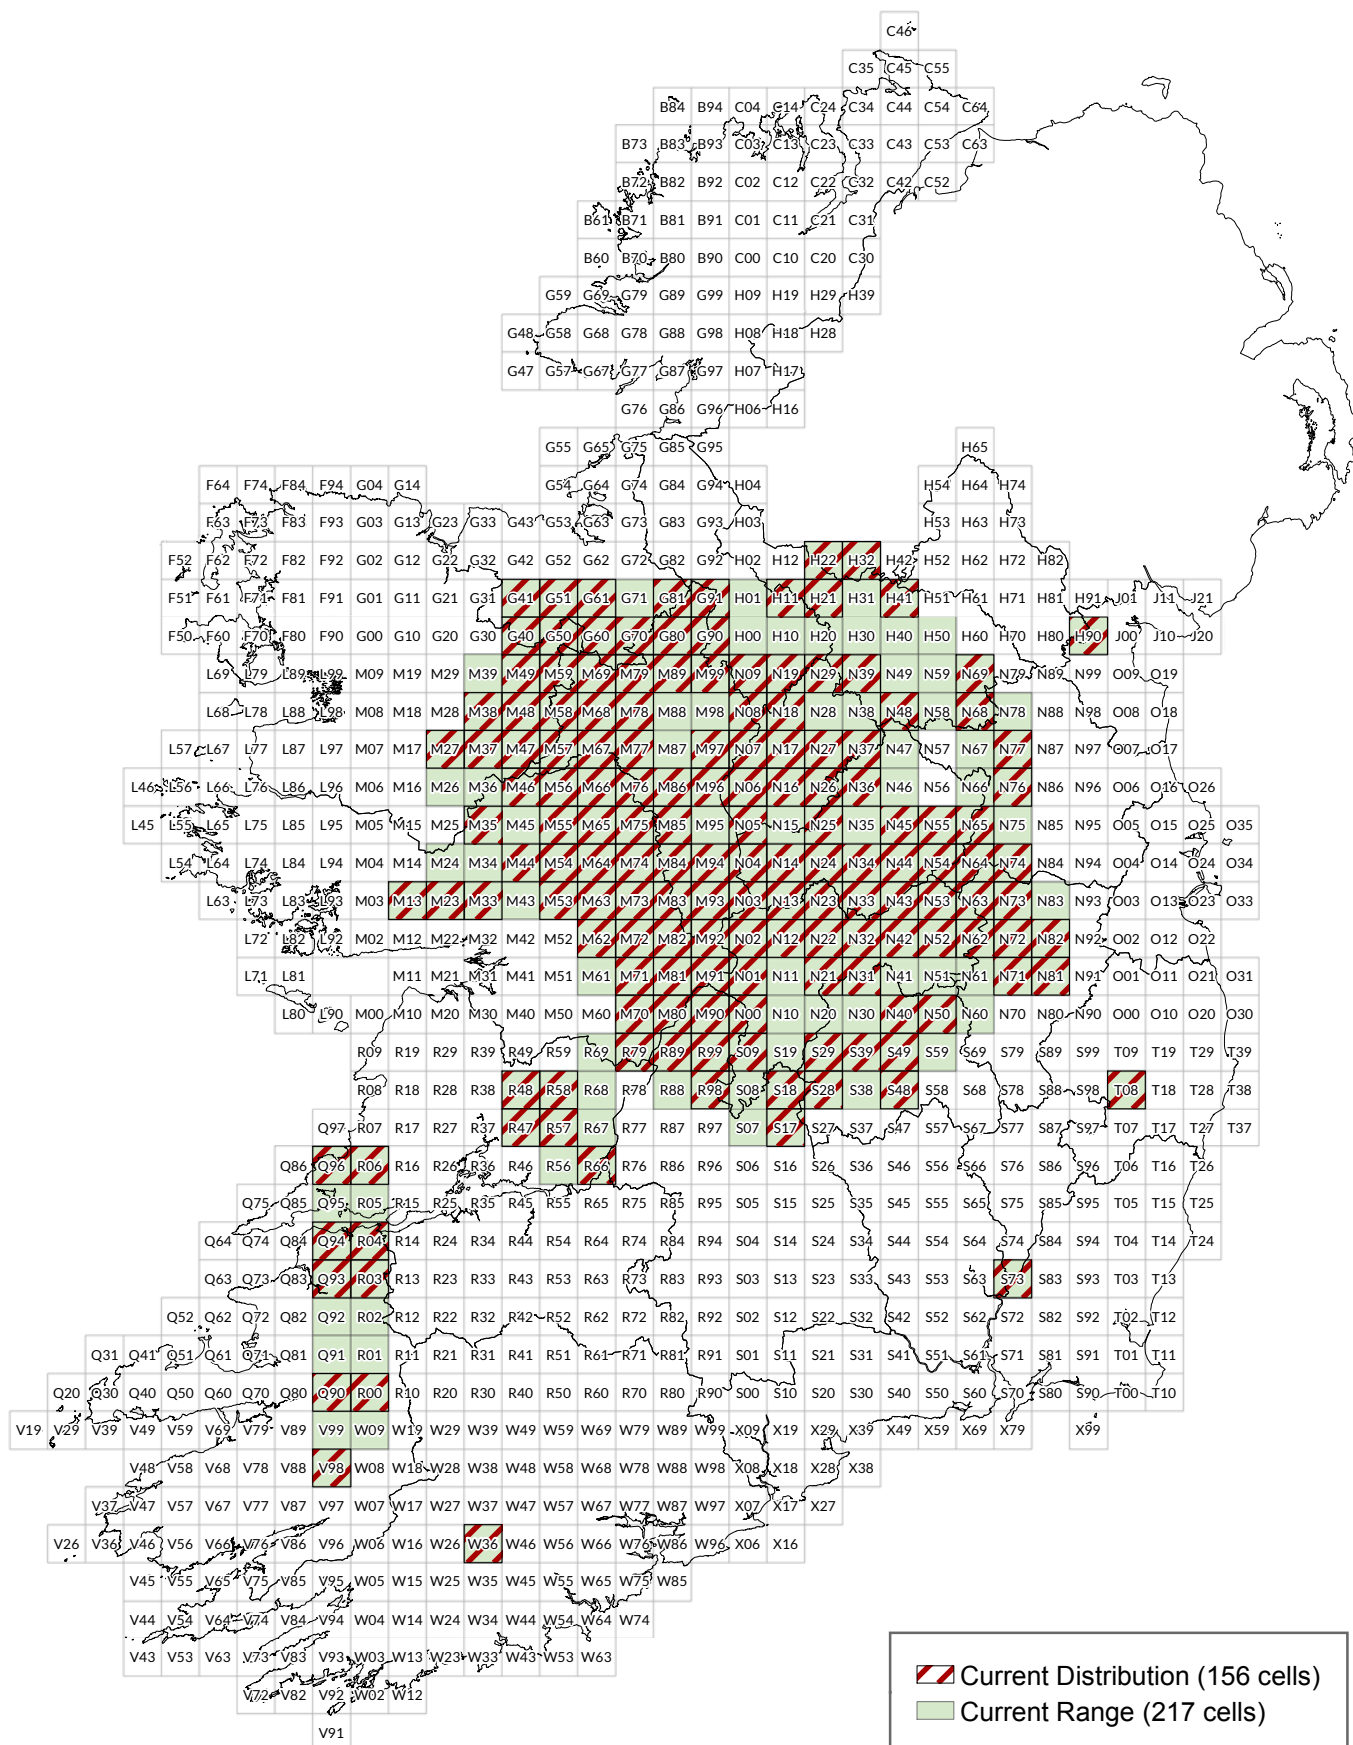 C46
C35 C45 C55
B84 B94 C04 C14 C24 C34 C44 C54 C64
B73 B83 B93 C03 C13 C23 C33 C43 C53 C63
B72 B82 B92 C02 C12 C22 C32 C42 C52
B61 B71 B81 B91 C01 C11 C21 C31
B60 B70 B80 B90 C00 C10 C20 C30
G59 G69 G79 G89 G99 H09 H19 H29 H39
G48 G58 G68 G78 G88 G98 H08 H18 H28
G47 G57 G67 G77 G87 G97 H07 H17
G76 G86 G96 H06 H16
G55 G65 G75 G85 G95 H65
F64 F74 F84 F94 G04 G14 G54 G64 G74 G84 G94 H04 H54 H64 H74
F63 F73 F83 F93 G03 G13 G23 G33 G43 G53 G63 G73 G83 G93 H03 H53 H63 H73
F52 F62 F72 F82 F92 G02 G12 G22 G32 G42 G52 G62 G72 G82 G92 H02 H12 H22 H32 H42 H52 H62 H72 H82
F51 F61 F71 F81 F91 G01 G11 G21 G31 G41 G51 G61 G71 G81 G91 H01 H11 H21 H31 H41 H51 H61 H71 H81 H91 J01 J11 J21
F50 F60 F70 F80 F90 G00 G10 G20 G30 G40 G50 G60 G70 G80 G90 H00 H10 H20 H30 H40 H50 H60 H70 H80 H90 J00 J10 J20
L69 L79 L89 L99 M09 M19 M29 M39 M49 M59 M69 M79 M89 M99 N09 N19 N29 N39 N49 N59 N69 N79 N89 N99 O09 O19
L68 L78 L88 L98 M08 M18 M28 M38 M48 M58 M68 M78 M88 M98 N08 N18 N28 N38 N48 N58 N68 N78 N88 N98 O08 O18
L57 L67 L77 L87 L97 M07 M17 M27 M37 M47 M57 M67 M77 M87 M97 N07 N17 N27 N37 N47 N57 N67 N77 N87 N97 O07 O17
L46 L56 L66 L76 L86 L96 M06 M16 M26 M36 M46 M56 M66 M76 M86 M96 N06 N16 N26 N36 N46 N56 N66 N76 N86 N96 O06 O16 O26
L45 L55 L65 L75 L85 L95 M05 M15 M25 M35 M45 M55 M65 M75 M85 M95 N05 N15 N25 N35 N45 N55 N65 N75 N85 N95 O05 O15 O25 O35
L54 L64 L74 L84 L94 M04 M14 M24 M34 M44 M54 M64 M74 M84 M94 N04 N14 N24 N34 N44 N54 N64 N74 N84 N94 O04 O14 O24 O34
L63 L73 L83 L93 M03 M13 M23 M33 M43 M53 M63 M73 M83 M93 N03 N13 N23 N33 N43 N53 N63 N73 N83 N93 O03 O13 O23 O33
L72 L82 L92 M02 M12 M22 M32 M42 M52 M62 M72 M82 M92 N02 N12 N22 N32 N42 N52 N62 N72 N82 N92 O02 O12 O22
L71 L81 M11 M21 M31 M41 M51 M61 M71 M81 M91 N01 N11 N21 N31 N41 N51 N61 N71 N81 N91 O01 O11 O21 O31
L80 L90 M00 M10 M20 M30 M40 M50 M60 M70 M80 M90 N00 N10 N20 N30 N40 N50 N60 N70 N80 N90 O00 O10 O20 O30
R09 R19 R29 R39 R49 R59 R69 R79 R89 R99 S09 S19 S29 S39 S49 S59 S69 S79 S89 S99 T09 T19 T29 T39
R08 R18 R28 R38 R48 R58 R68 R78 R88 R98 S08 S18 S28 S38 S48 S58 S68 S78 S88 S98 T08 T18 T28 T38
Q97 R07 R17 R27 R37 R47 R57 R67 R77 R87 R97 S07 S17 S27 S37 S47 S57 S67 S77 S87 S97 T07 T17 T27 T37
Q86 Q96 R06 R16 R26 R36 R46 R56 R66 R76 R86 R96 S06 S16 S26 S36 S46 S56 S66 S76 S86 S96 T06 T16 T26
Q75 Q85 Q95 R05 R15 R25 R35 R45 R55 R65 R75 R85 R95 S05 S15 S25 S35 S45 S55 S65 S75 S85 S95 T05 T15 T25
Q64 Q74 Q84 Q94 R04 R14 R24 R34 R44 R54 R64 R74 R84 R94 S04 S14 S24 S34 S44 S54 S64 S74 S84 S94 T04 T14 T24
Q63 Q73 Q83 Q93 R03 R13 R23 R33 R43 R53 R63 R73 R83 R93 S03 S13 S23 S33 S43 S53 S63 S73 S83 S93 T03 T13
Q52 Q62 Q72 Q82 Q92 R02 R12 R22 R32 R42 R52 R62 R72 R82 R92 S02 S12 S22 S32 S42 S52 S62 S72 S82 S92 T02 T12
Q31 Q41 Q51 Q61 Q71 Q81 Q91 R01 R11 R21 R31 R41 R51 R61 R71 R81 R91 S01 S11 S21 S31 S41 S51 S61 S71 S81 S91 T01 T11
Q20 Q30 Q40 Q50 Q60 Q70 Q80 Q90 R00 R10 R20 R30 R40 R50 R60 R70 R80 R90 S00 S10 S20 S30 S40 S50 S60 S70 S80 S90 T00 T10
V19 V29 V39 V49 V59 V69 V79 V89 V99 W09 W19 W29 W39 W49 W59 W69 W79 W89 W99 X09 X19 X29 X39 X49 X59 X69 X79 X99
V48 V58 V68 V78 V88 V98 W08 W18 W28 W38 W48 W58 W68 W78 W88 W98 X08 X18 X28 X38
V37 V47 V57 V67 V77 V87 V97 W07 W17 W27 W37 W47 W57 W67 W77 W87 W97 X07 X17 X27
V26 V36 V46 V56 V66 V76 V86 V96 W06 W16 W26 W36 W46 W56 W66 W76 W86 W96 X06 X16
V45 V55 V65 V75 V85 V95 W05 W15 W25 W35 W45 W55 W65 W75 W85
V44 V54 V64 V74 V84 V94 W04 W14 W24 W34 W44 W54 W64 W74
V43 V53 V63 V73 V83 V93 W03 W13 W23 W33 W43 W53 W63
V72 V82 V92 W02 W12
V91
Current Distribution (156 cells)
Current Range (217 cells)